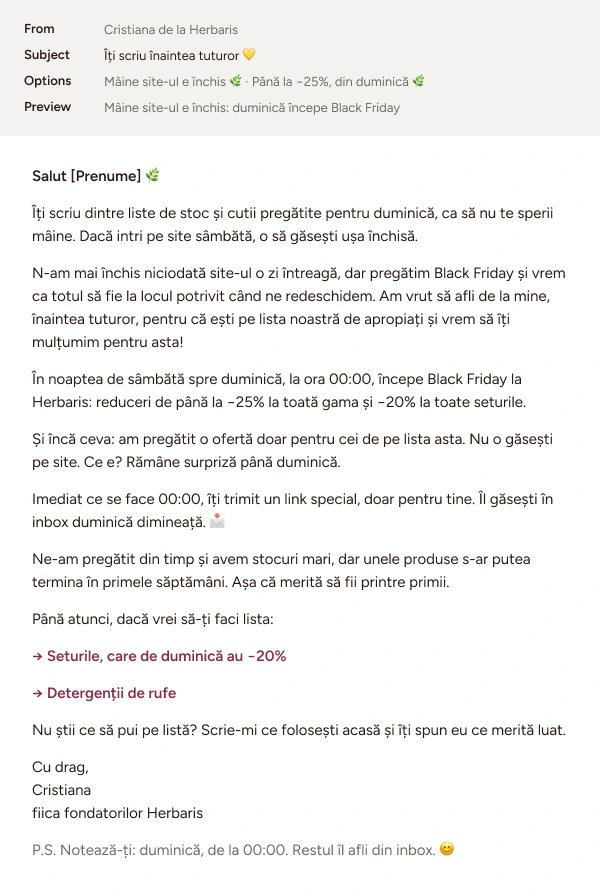 From Cristiana de la Herbaris
Subject Îți scriu înaintea tuturor 💛
Options Mâine site-ul e închis 🌿 · Până la −25%, din duminică 🌿
Preview Mâine site-ul e închis: duminică începe Black Friday
Salut [Prenume] 🌿
Îți scriu dintre liste de stoc și cutii pregătite pentru duminică, ca să nu te sperii
mâine. Dacă intri pe site sâmbătă, o să găsești ușa închisă.
N-am mai închis niciodată site-ul o zi întreagă, dar pregătim Black Friday și vrem
ca totul să fie la locul potrivit când ne redeschidem. Am vrut să afli de la mine,
înaintea tuturor, pentru că ești pe lista noastră de apropiați și vrem să îți
mulțumim pentru asta!
În noaptea de sâmbătă spre duminică, la ora 00:00, începe Black Friday la
Herbaris: reduceri de până la −25% la toată gama și −20% la toate seturile.
Și încă ceva: am pregătit o ofertă doar pentru cei de pe lista asta. Nu o găsești
pe site. Ce e? Rămâne surpriză până duminică.
Imediat ce se face 00:00, îți trimit un link special, doar pentru tine. Îl găsești în
inbox duminică dimineață. 💌
Ne-am pregătit din timp și avem stocuri mari, dar unele produse s-ar putea
termina în primele săptămâni. Așa că merită să fii printre primii.
Până atunci, dacă vrei să-ți faci lista:
→ Seturile, care de duminică au −20%
→ Detergenții de rufe
Nu știi ce să pui pe listă? Scrie-mi ce folosești acasă și îți spun eu ce merită luat.
Cu drag,
Cristiana
fiica fondatorilor Herbaris
P.S. Notează-ți: duminică, de la 00:00. Restul îl afli din inbox. 😊